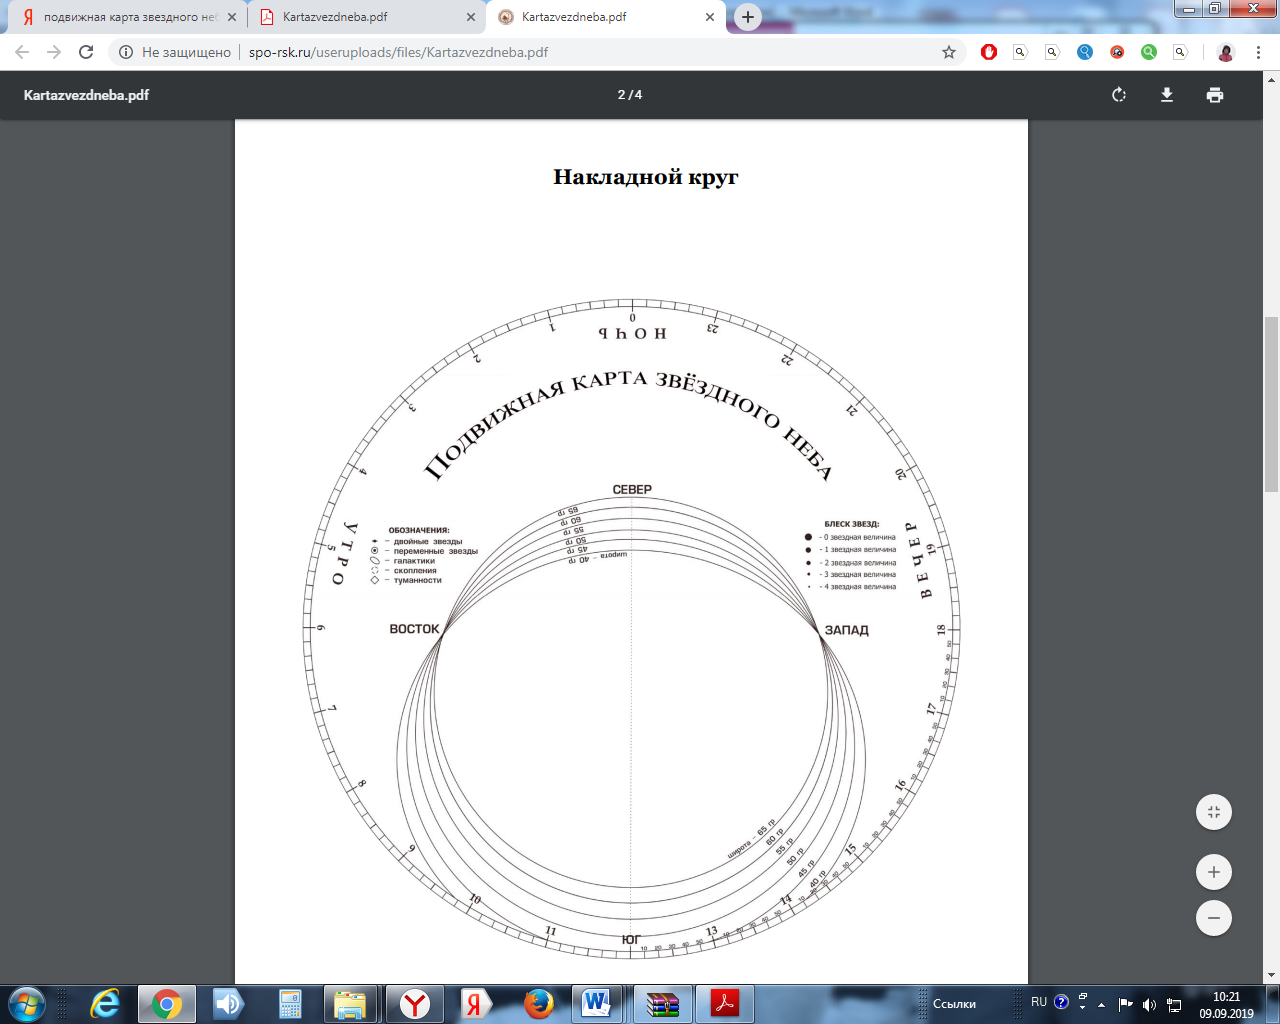 подвижная карта звездного не
Kartazvezdneba.pdf
Kartazvezdneba.pdf
Не защищено
spo-rsk.ru/useruploads/files/Kartazvezdneba.pdf
Kartazvezdneba.pdf
2 / 4
Накладной круг
0
1
2
3
4
5
6
7
8
9
10
11
13
14
15
16
17
18
19
20
21
22
23
НОЧЬ
ПОДВИЖНАЯ КАРТА ЗВЁЗДНОГО НЕБА
УТРО
ВЕЧЕР
СЕВЕР
65 гр
60 гр
55 гр
50 гр
45 гр
широта – 40 гр
ОБОЗНАЧЕНИЯ:
– двойные звезды
– переменные звезды
– галактики
– скопления
– туманности
БЛЕСК ЗВЕЗД:
- 0 звездная величина
- 1 звездная величина
- 2 звездная величина
- 3 звездная величина
- 4 звездная величина
ВОСТОК
ЗАПАД
широта – 65 гр
60 гр
55 гр
50 гр
45 гр
40 гр
ЮГ
10 20 30 40 50
Ссылки
RU
10:21
09.09.2019